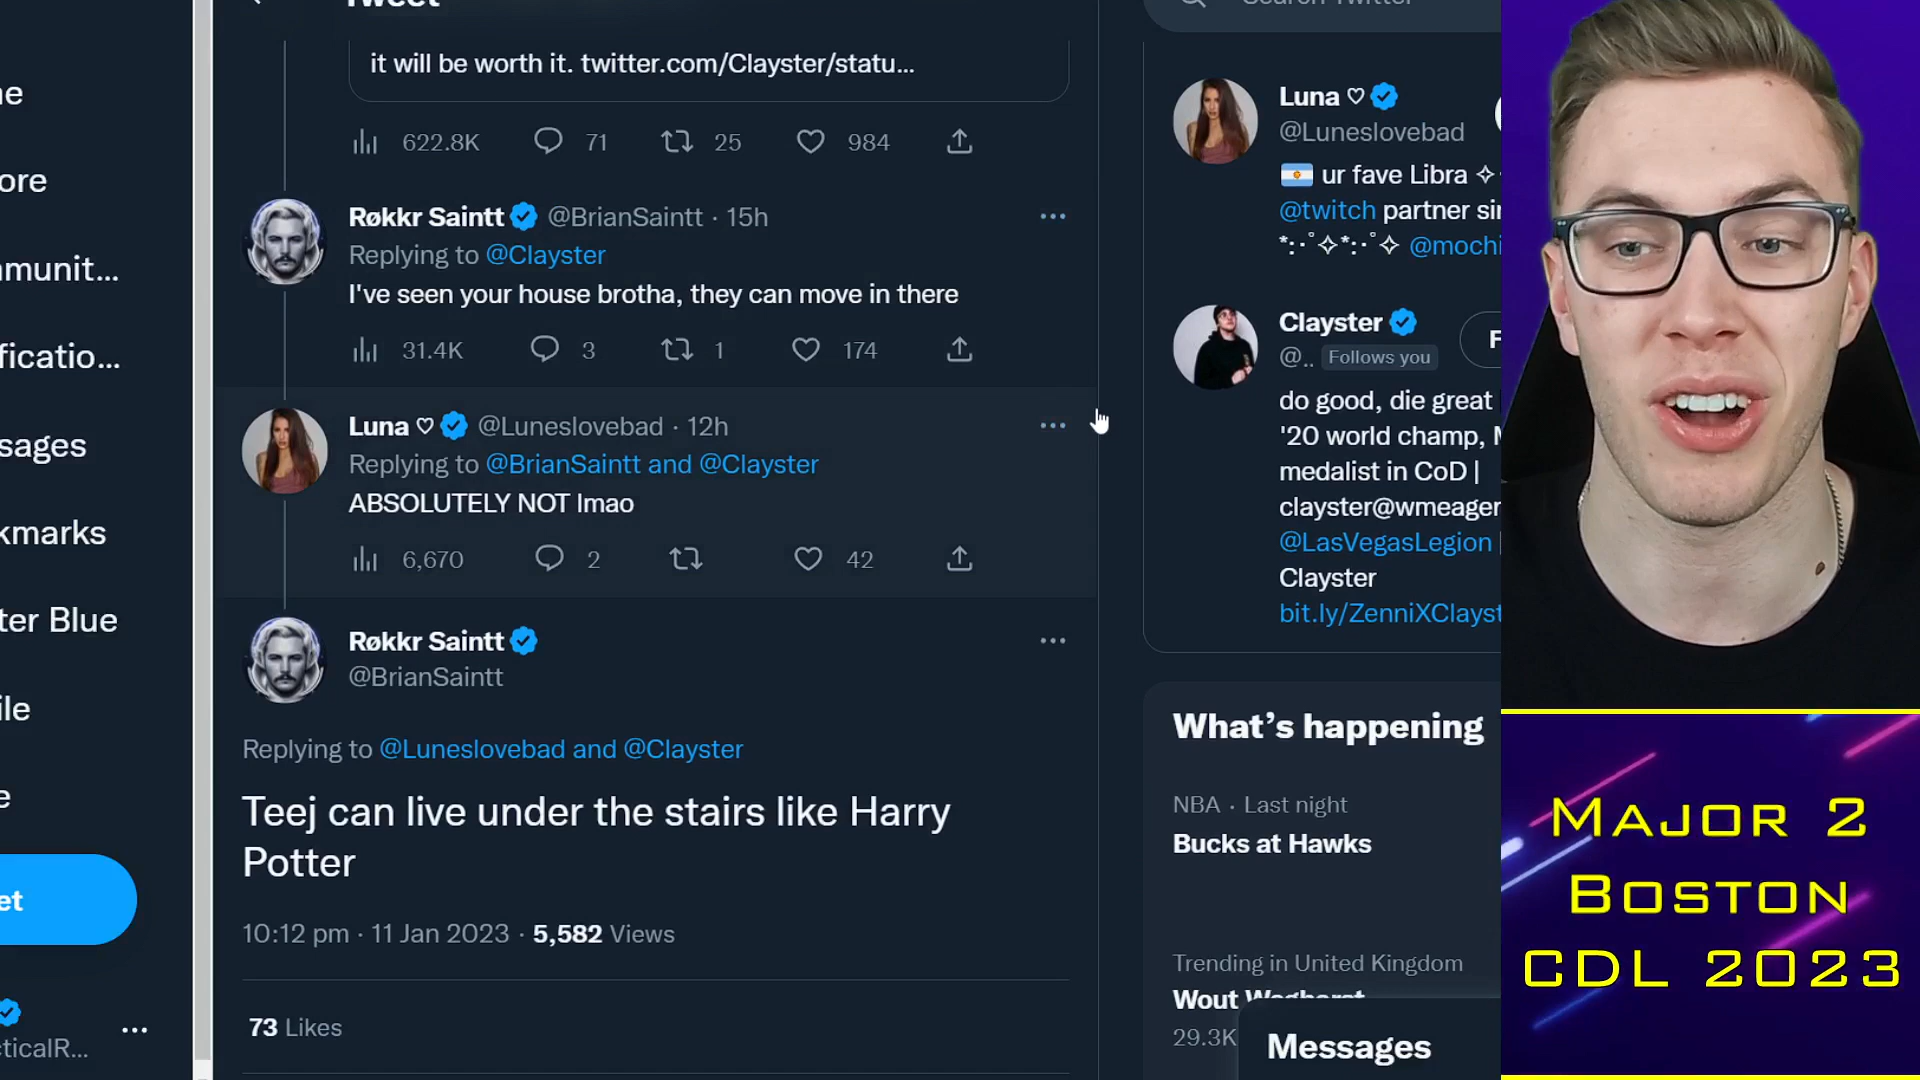 Tweet
Search Twitter
it will be worth it. twitter.com/Clayster/statu...
622.8K 71 25 984
Røkkr Saintt @BrianSaintt · 15h
Replying to @Clayster
I've seen your house brotha, they can move in there
31.4K 3 1 174
Luna ♡ @Luneslovebad · 12h
Replying to @BrianSaintt and @Clayster
ABSOLUTELY NOT lmao
6,670 2 42
Røkkr Saintt
@BrianSaintt
Replying to @Luneslovebad and @Clayster
Teej can live under the stairs like Harry
Potter
10:12 pm · 11 Jan 2023 · 5,582 Views
73 Likes
me
ore
mmunit...
ficatio...
sages
kmarks
ter Blue
ile
e
et
cticalR...
Luna ♡
@Luneslovebad
ur fave Libra ✧
@twitch partner sin
*:·ﾟ✧*:·ﾟ✧ @mochi
Clayster
@.. Follows you
F
do good, die great
'20 world champ, M
medalist in CoD |
clayster@wmeager
@LasVegasLegion |
Clayster
bit.ly/ZenniXClayst
What's happening
NBA · Last night
Bucks at Hawks
Trending in United Kingdom
Wout Weghorst
29.3K
Messages
Major 2
Boston
CDL 2023